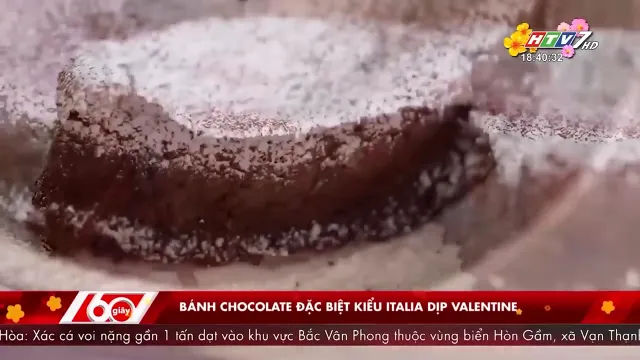 HTV7 HD
18:40:32
60 giây
BÁNH CHOCOLATE ĐẶC BIỆT KIỂU ITALIA DỊP VALENTINE
Hòa: Xác cá voi nặng gần 1 tấn dạt vào khu vực Bắc Vân Phong thuộc vùng biển Hòn Gầm, xã Vạn Thạn